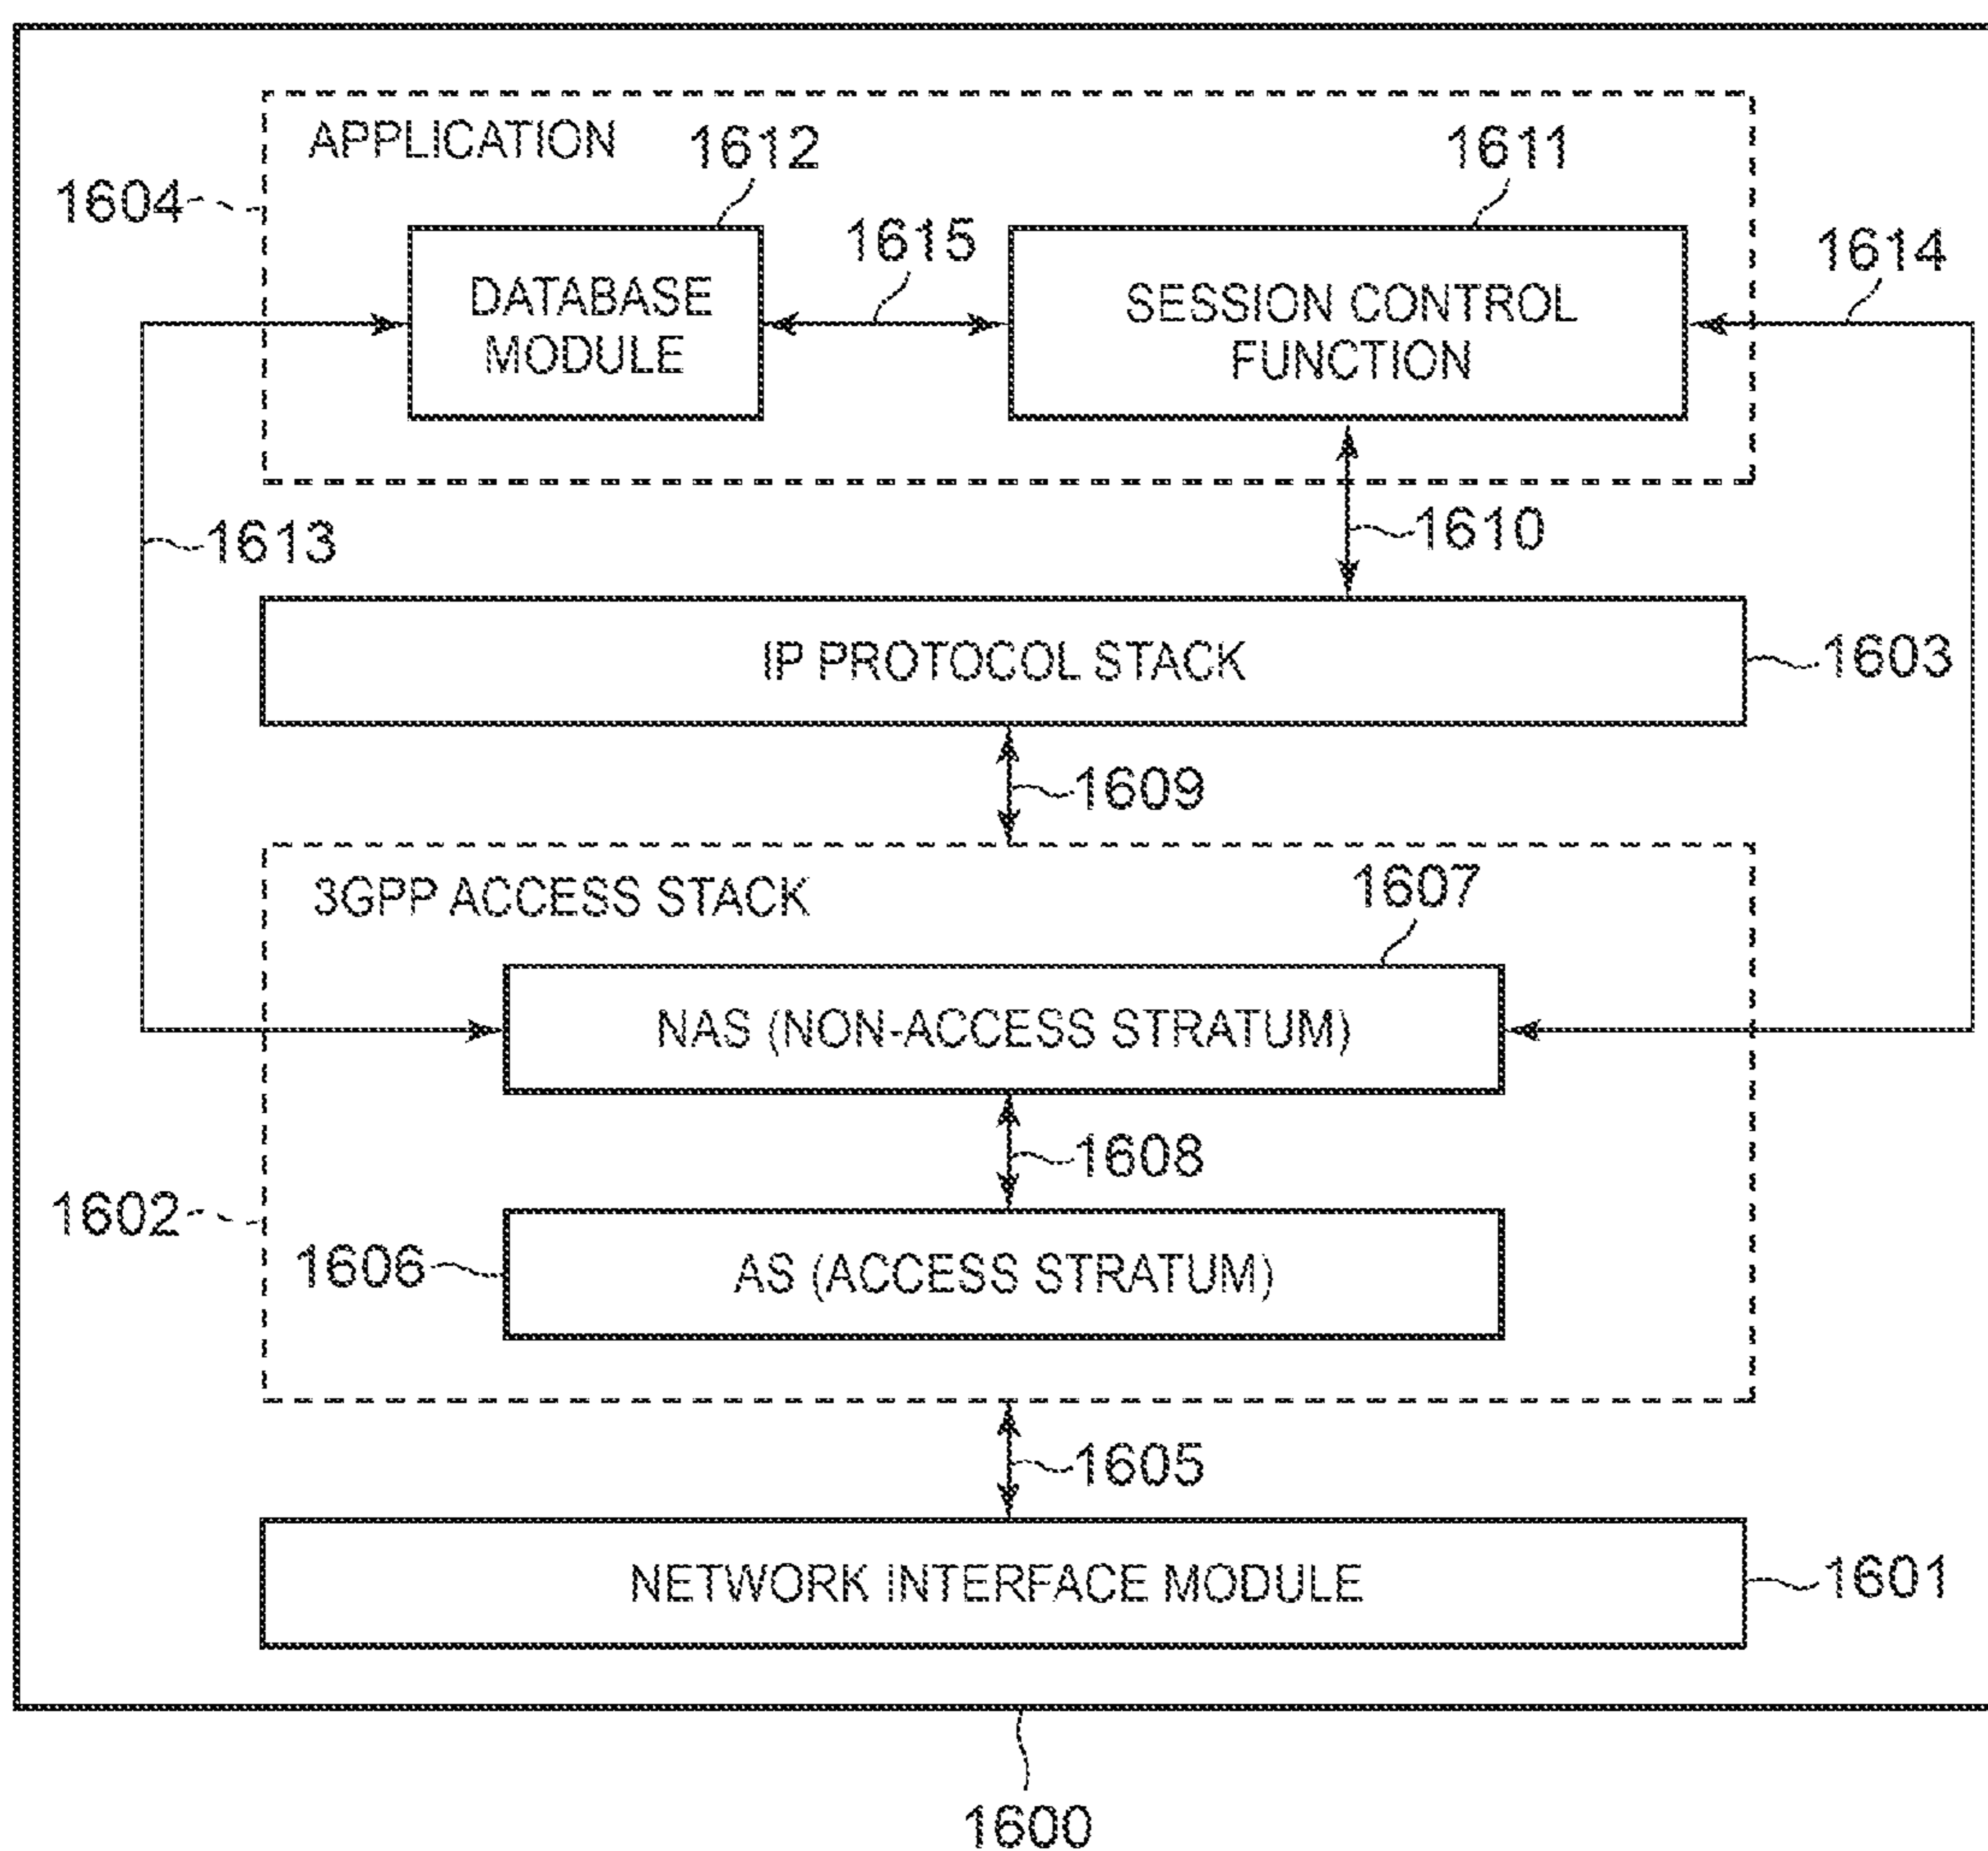 APPLICATION
1612
1611
1604
1615
1614
DATABASE
MODULE
SESSION CONTROL
FUNCTION
1613
1610
IP PROTOCOL STACK
1603
1609
3GPP ACCESS STACK
1607
NAS (NON-ACCESS STRATUM)
1608
1602
1606
AS (ACCESS STRATUM)
1605
NETWORK INTERFACE MODULE
1601
1600